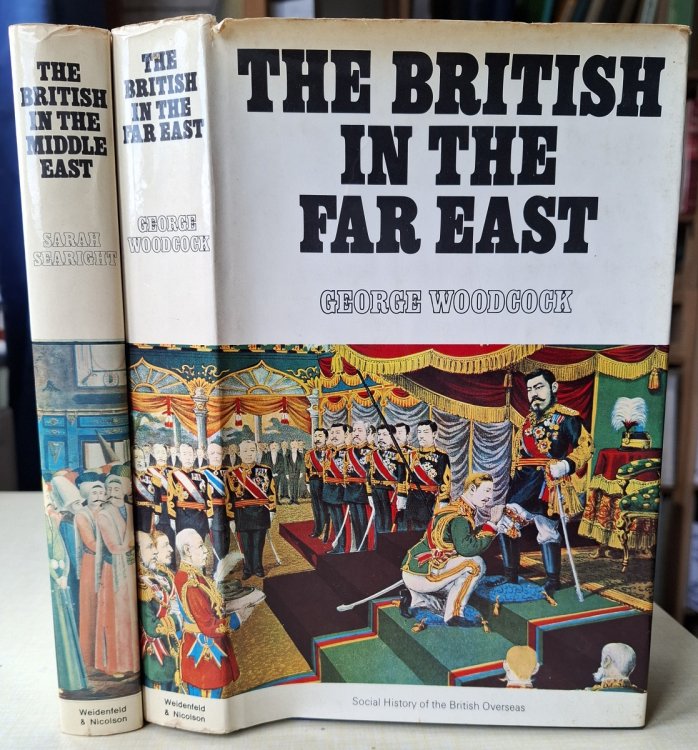 THE
BRITISH
IN THE
MIDDLE
EAST
SARAH
SEARIGHT
Weidenfeld
& Nicolson
THE
BRITISH
IN THE
FAR EAST
GEORGE
WOODCOCK
Weidenfeld
& Nicolson
THE BRITISH
IN THE
FAR EAST
GEORGE WOODCOCK
Social History of the British Overseas